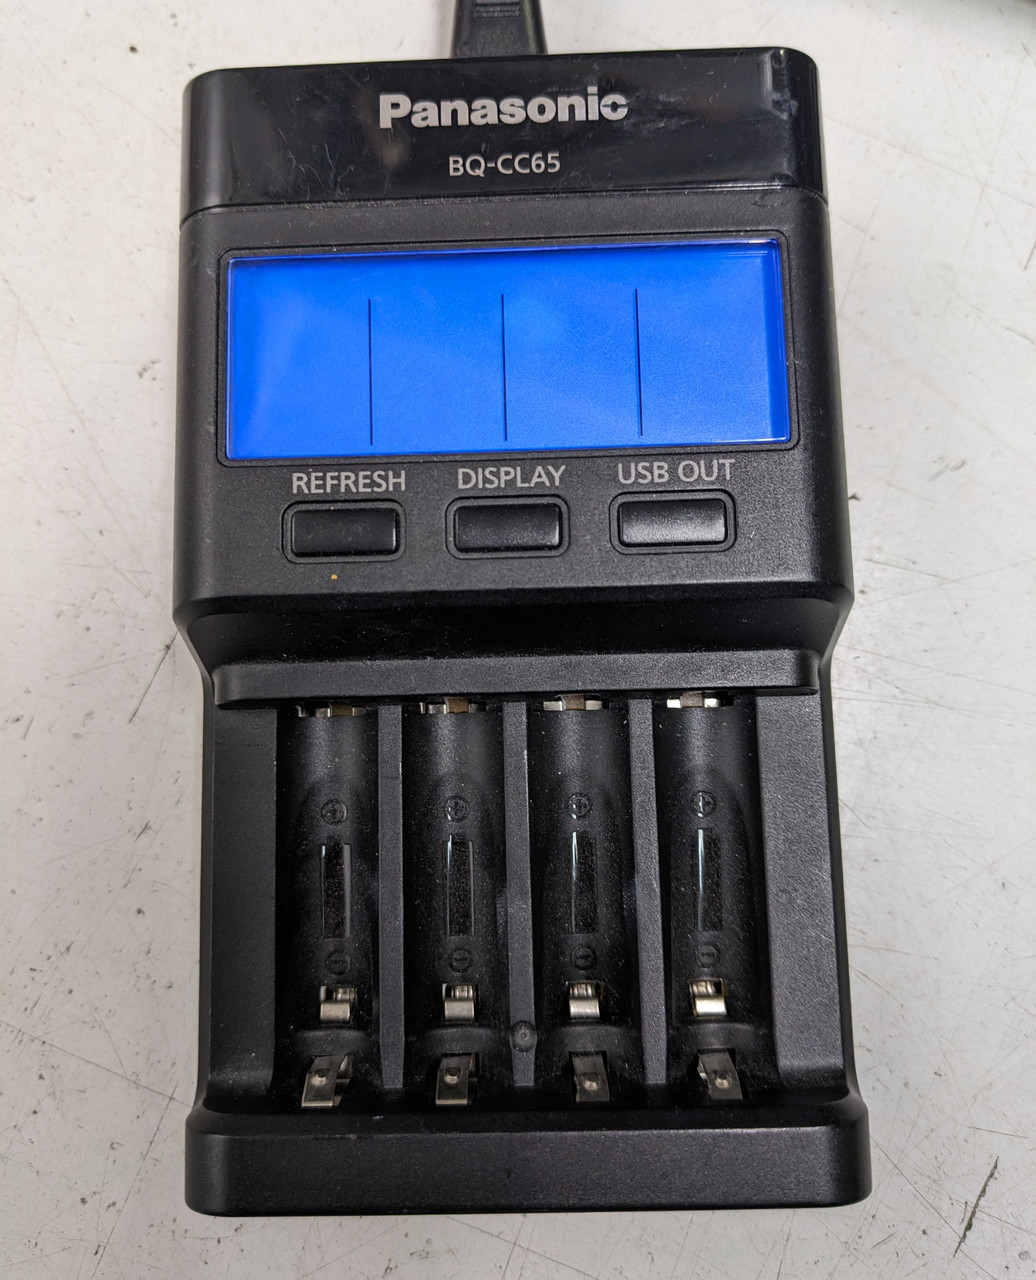 Panasonic
BQ-CC65
REFRESH DISPLAY USB OUT